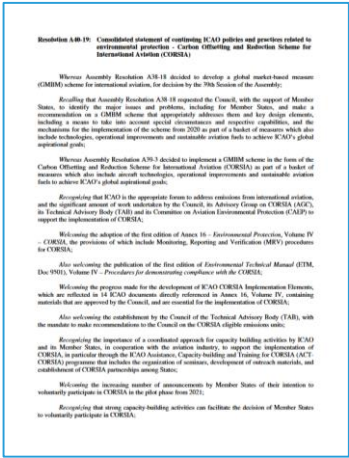 Resolution A40-19: Consolidated statement of continuing ICAO policies and practices related to
environmental protection - Carbon Offsetting and Reduction Scheme for
International Aviation (CORSIA)
Whereas Assembly Resolution A38-18 decided to develop a global market-based measure
(GMBM) scheme for international aviation, for decision by the 39th Session of the Assembly;
Recalling that Assembly Resolution A38-18 requested the Council, with the support of Member
States, to identify the major issues and problems, including for Member States, and make a
recommendation on a GMBM scheme that appropriately addresses them and key design elements,
including a means to take into account special circumstances and respective capabilities, and the
mechanisms for the implementation of the scheme from 2020 as part of a basket of measures which also
include technologies, operational improvements and sustainable aviation fuels to achieve ICAO's global
aspirational goals;
Whereas Assembly Resolution A39-3 decided to implement a GMBM scheme in the form of the
Carbon Offsetting and Reduction Scheme for International Aviation (CORSIA) as part of a basket of
measures which also include aircraft technologies, operational improvements and sustainable aviation
fuels to achieve ICAO's global aspirational goals;
Recognizing that ICAO is the appropriate forum to address emissions from international aviation,
and the significant amount of work undertaken by the Council, its Advisory Group on CORSIA (AGC),
its Technical Advisory Body (TAB) and its Committee on Aviation Environmental Protection (CAEP) to
support the implementation of CORSIA;
Welcoming the adoption of the first edition of Annex 16 – Environmental Protection, Volume IV
– CORSIA, the provisions of which include Monitoring, Reporting and Verification (MRV) procedures
for CORSIA;
Also welcoming the publication of the first edition of Environmental Technical Manual (ETM,
Doc 9501), Volume IV – Procedures for demonstrating compliance with the CORSIA;
Welcoming the progress made for the development of ICAO CORSIA Implementation Elements,
which are reflected in 14 ICAO documents directly referenced in Annex 16, Volume IV, containing
materials that are approved by the Council, and are essential for the implementation of CORSIA;
Also welcoming the establishment by the Council of the Technical Advisory Body (TAB), with
the mandate to make recommendations to the Council on the CORSIA eligible emissions units;
Recognizing the importance of a coordinated approach for capacity building activities by ICAO
and its Member States, in cooperation with the aviation industry, to support the implementation of
CORSIA, in particular through the ICAO Assistance, Capacity-building and Training for CORSIA (ACT-
CORSIA) programme that includes the organization of seminars, development of outreach materials, and
establishment of CORSIA partnerships among States;
Welcoming the increasing number of announcements by Member States of their intention to
voluntarily participate in CORSIA in the pilot phase from 2021;
Recognizing that strong capacity-building activities can facilitate the decision of Member States
to voluntarily participate in CORSIA;